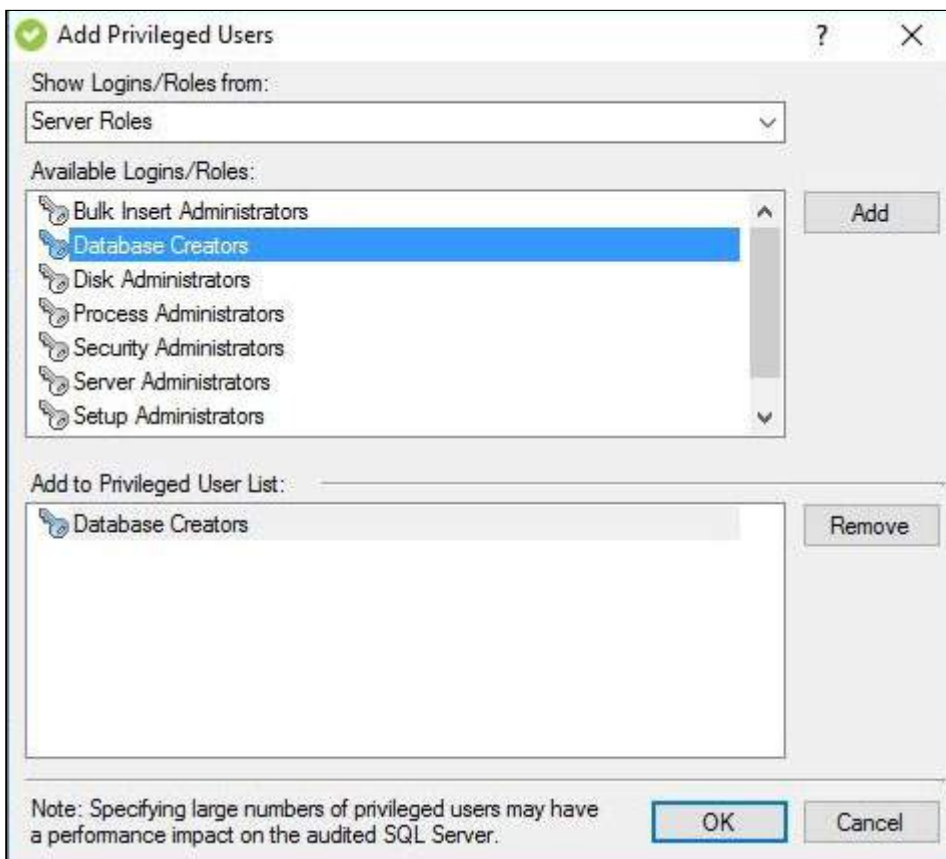 Add Privileged Users
?
Show Logins/Roles from:
Server Roles
Available Logins/Roles:
Bulk Insert Administrators
Database Creators
Disk Administrators
Process Administrators
Security Administrators
Server Administrators
Setup Administrators
Add
Add to Privileged User List:
Database Creators
Remove
Note: Specifying large numbers of privileged users may have
a performance impact on the audited SQL Server.
OK
Cancel